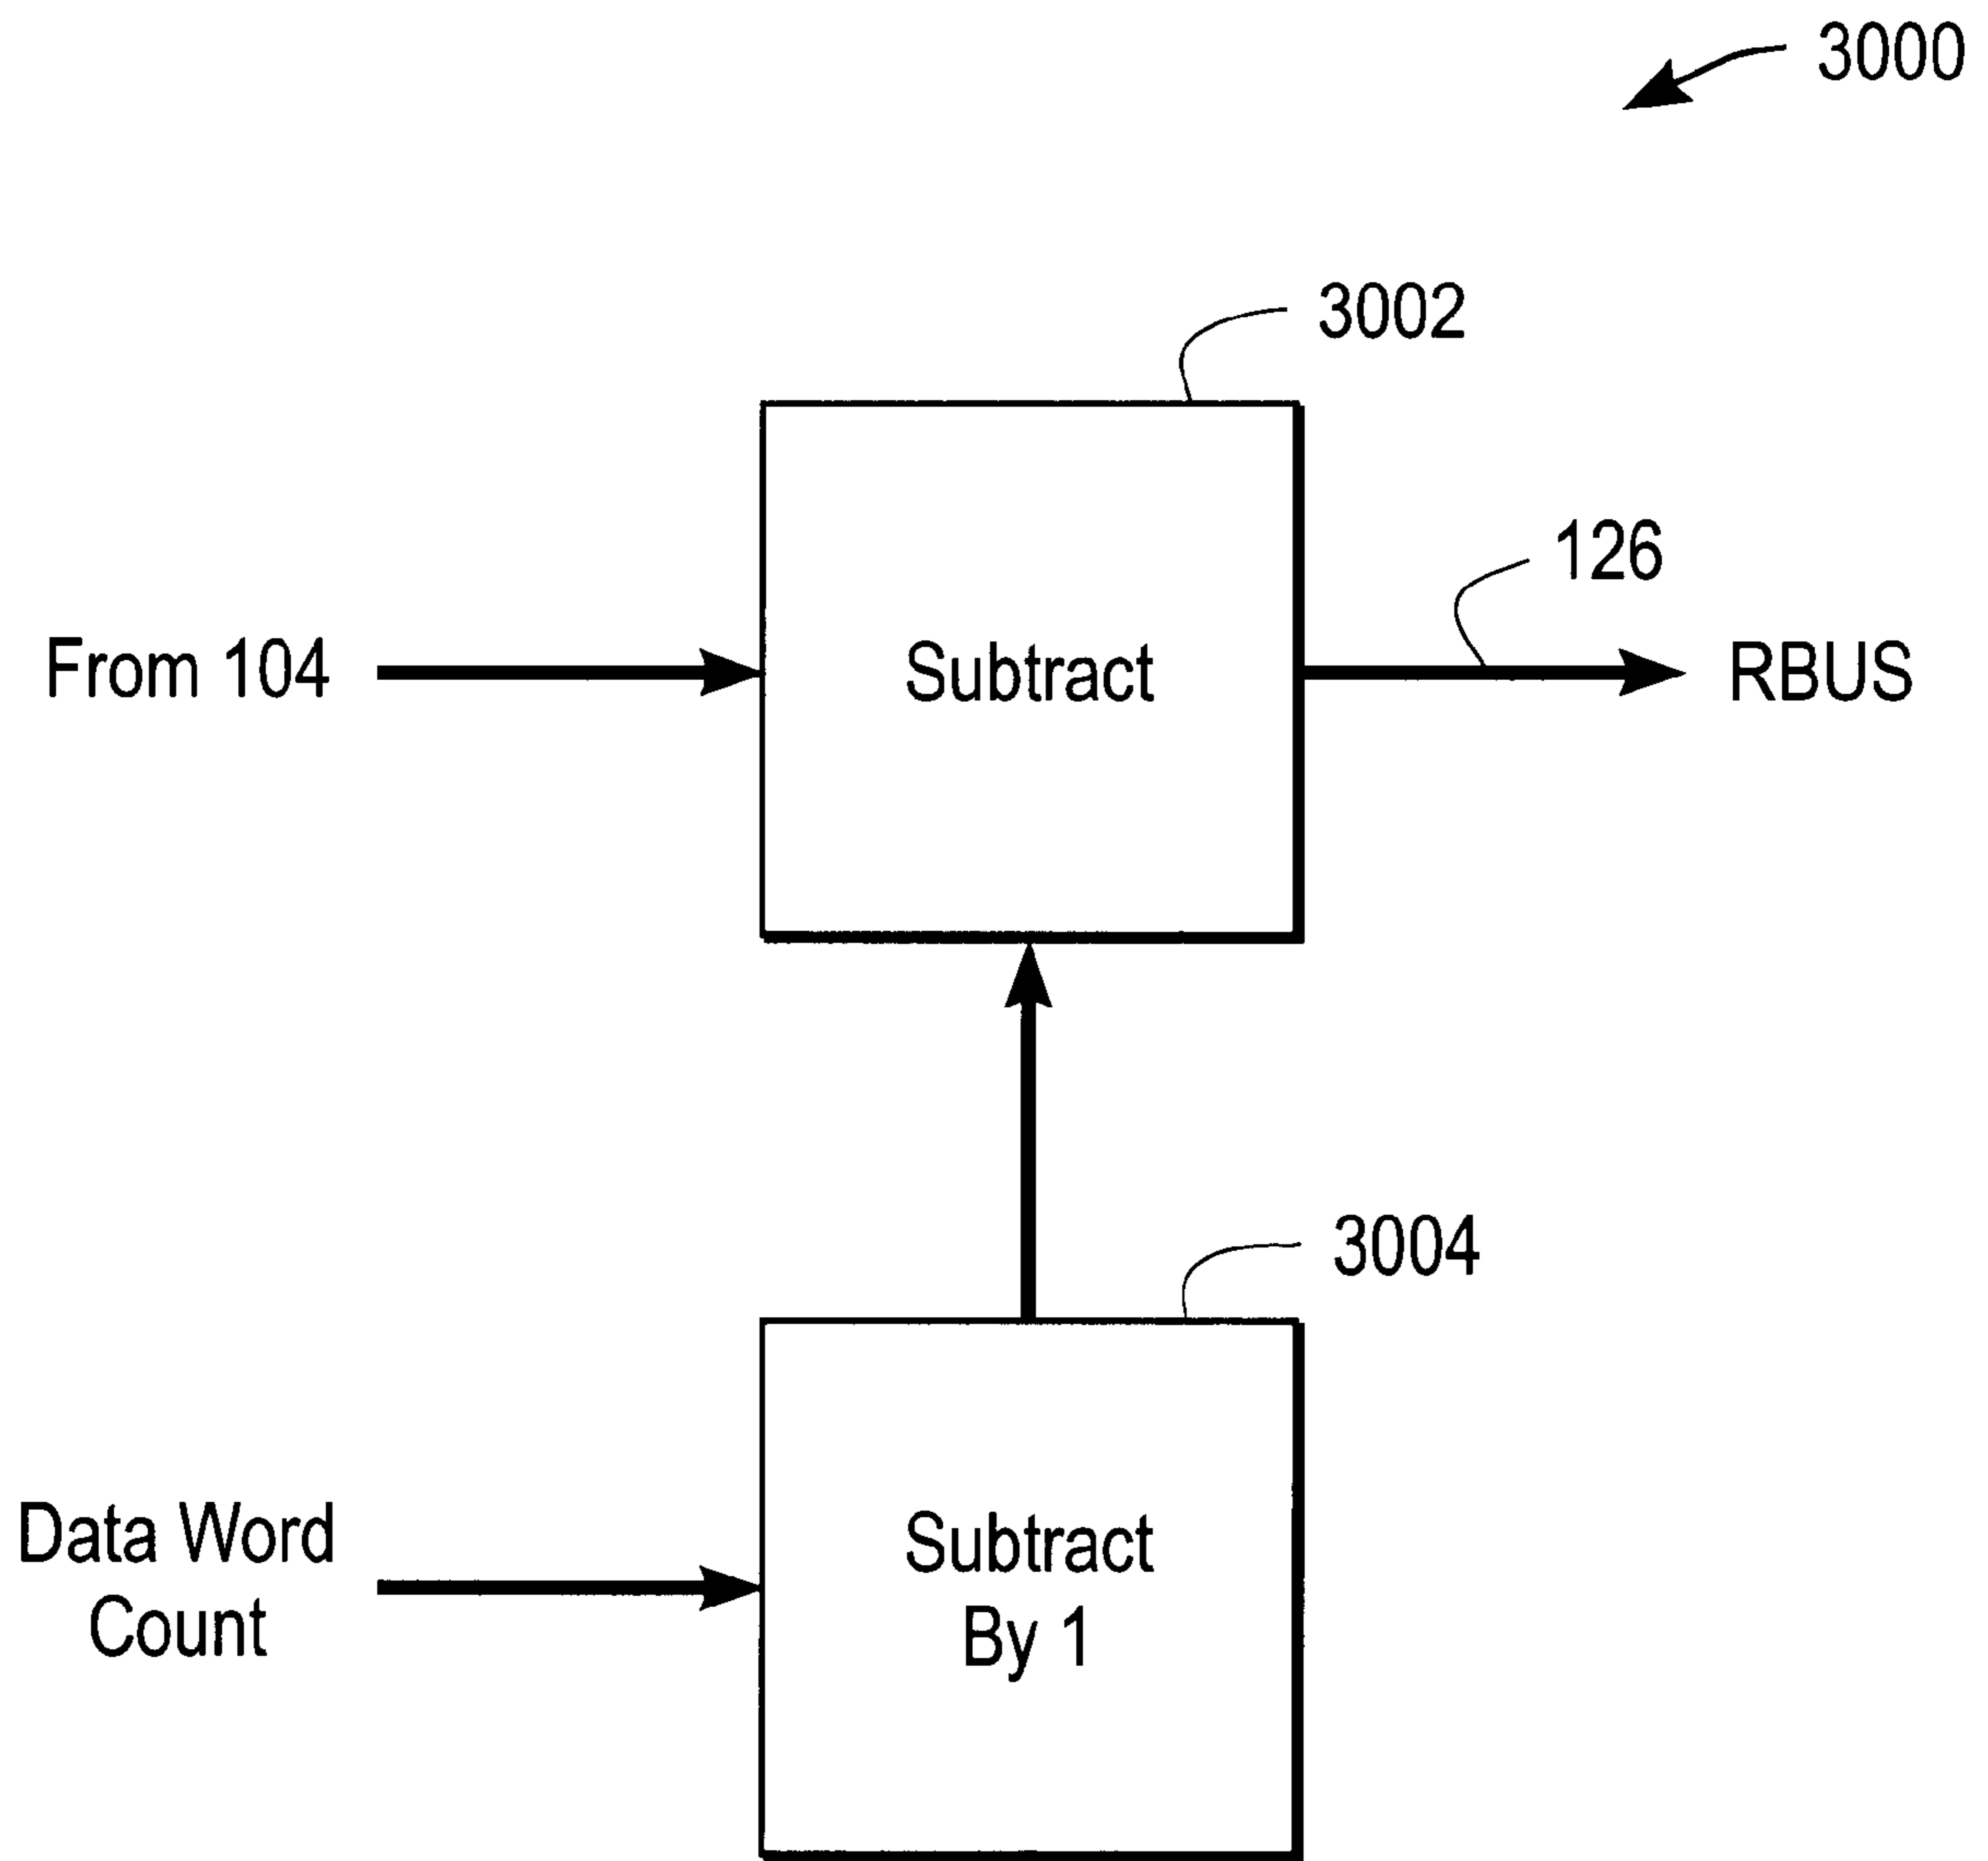 3000
3002
126
From 104
Subtract
RBUS
3004
Data Word
Count
Subtract
By 1